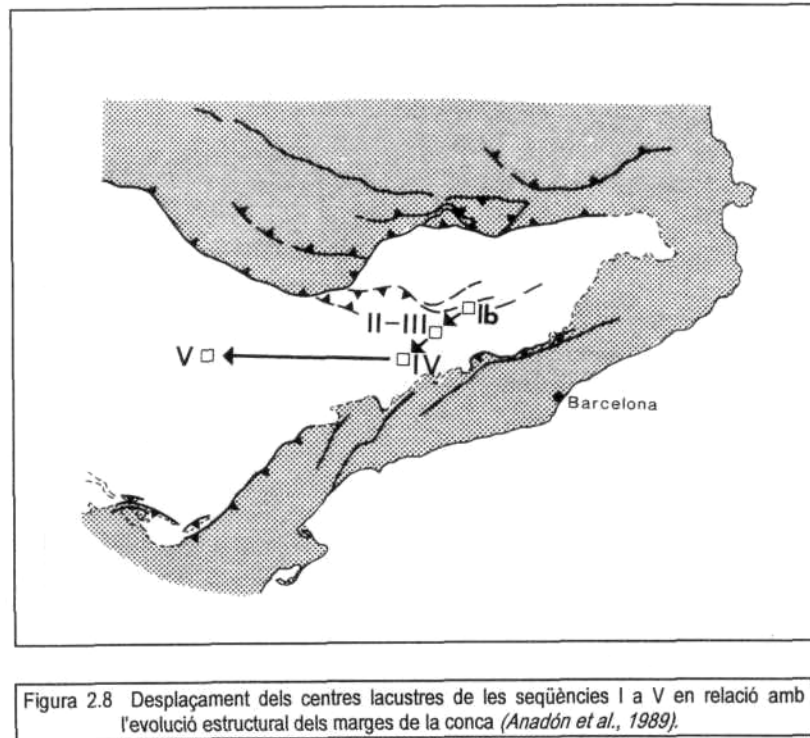 Ib
II-III
IV
V
Barcelona
Figura 2.8 Desplaçament dels centres lacustres de les seqüències I a V en relació amb
l'evolució estructural dels marges de la conca (Anadón et al., 1989).